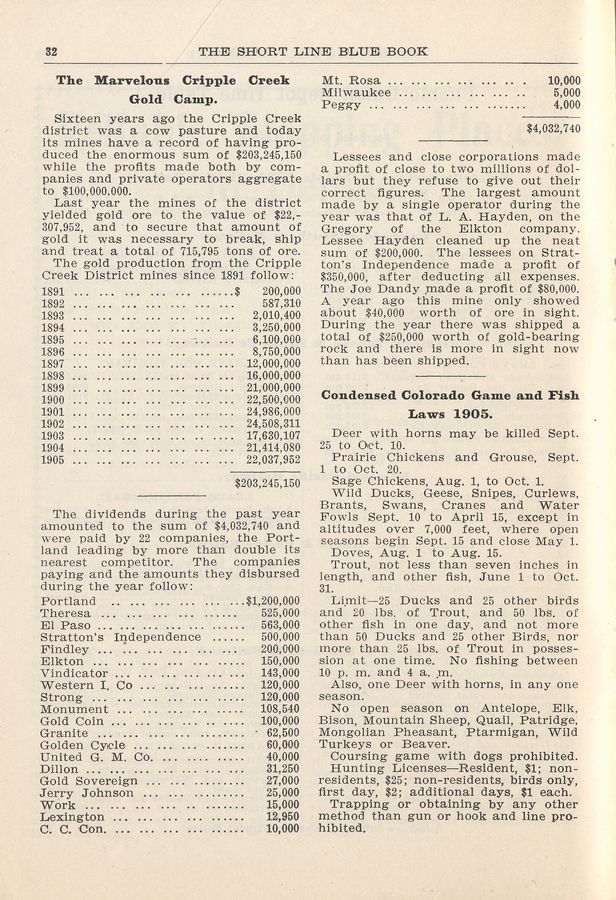 32
THE SHORT LINE BLUE BOOK
The Marvelous Cripple Creek
Gold Camp.
Sixteen years ago the Cripple Creek
district was a cow pasture and today
its mines have a record of having pro-
duced the enormous sum of $203,245,150
while the profits made both by com-
panies and private operators aggregate
to $100,000,000.
Last year the mines of the district
yielded gold ore to the value of $22,-
307,952, and to secure that amount of
gold it was necessary to break, ship
and treat a total of 715,795 tons of ore.
The gold production from the Cripple
Creek District mines since 1891 follow:
1891 ... ... ... ... ... ... ......$ 200,000
1892 ... ... ... ... ... ... ... ... 587,310
1893 ... ... ... ... ... ... ... ... 2,010,400
1894 ... ... ... ... ... ... ... ... 3,250,000
1895 ... ... ... ... ... ... ... ... 6,100,000
1896 ... ... ... ... ... ... ... ... 8,750,000
1897 ... ... ... ... ... ... ... ... 12,000,000
1898 ... ... ... ... ... ... ... ... 16,000,000
1899 ... ... ... ... ... ... ... ... 21,000,000
1900 ... ... ... ... ... ... ... ... 22,500,000
1901 ... ... ... ... ... ... ... ... 24,986,000
1902 ... ... ... ... ... ... ... ... 24,508,311
1903 ... ... ... ... ... ... .. .... 17,630,107
1904 ... ... ... ... ... ... ... ... 21,414,080
1905 ... ... ... ... ... ... ... ... 22,037,952
$203,245,150
The dividends during the past year
amounted to the sum of $4,032,740 and
were paid by 22 companies, the Port-
land leading by more than double its
nearest competitor. The companies
paying and the amounts they disbursed
during the year follow:
Portland .. ... ... ... ... ... ...$1,200,000
Theresa ... ... ... ... ... ...... 525,000
El Paso ... ... ... ... ... ... ... 563,000
Stratton's Independence ...... 500,000
Findley ... ... ... ... ... ... ... 200,000
Elkton ... ... ... ... ... ... ... 150,000
Vindicator ... ... ... ... ... ... 143,000
Western I. Co ... ... ... ... ... 120,000
Strong ... ... ... ... ... ... ... 120,000
Monument ... ... ... ... ... .... 108,540
Gold Coin ... ... ... ... ... .. .. 100,000
Granite ... ... ... ... ... ... ... 62,500
Golden Cycle ... ... ... ... ...... 60,000
United G. M. Co. ... ... ... .... 40,000
Dillon ... ... ... ... ... ... ... 31,250
Gold Sovereign ... ... ... ...... 27,000
Jerry Johnson ... ... ... ...... 25,000
Work ... ... ... ... ... .. ... ... 15,000
Lexington ... ... ... ... ... ... 12,950
C. C. Con. ... ... ... ... ... ...... 10,000
Mt. Rosa ... ... ... ... ... ... . 10,000
Milwaukee ... ... ... ... ... .. 5,000
Peggy ... ... ... ... ... ....... 4,000
$4,032,740
Lessees and close corporations made
a profit of close to two millions of dol-
lars but they refuse to give out their
correct figures. The largest amount
made by a single operator during the
year was that of L. A. Hayden, on the
Gregory of the Elkton company.
Lessee Hayden cleaned up the neat
sum of $200,000. The lessees on Strat-
ton's Independence made a profit of
$350,000, after deducting all expenses.
The Joe Dandy made a profit of $80,000.
A year ago this mine only showed
about $40,000 worth of ore in sight.
During the year there was shipped a
total of $250,000 worth of gold-bearing
rock and there is more in sight now
than has been shipped.
Condensed Colorado Game and Fish
Laws 1905.
Deer with horns may be killed Sept.
25 to Oct. 10.
Prairie Chickens and Grouse, Sept.
1 to Oct. 20.
Sage Chickens, Aug. 1, to Oct. 1.
Wild Ducks, Geese, Snipes, Curlews,
Brants, Swans, Cranes and Water
Fowls Sept. 10 to April 15, except in
altitudes over 7,000 feet, where open
seasons begin Sept. 15 and close May 1.
Doves, Aug. 1 to Aug. 15.
Trout, not less than seven inches in
length, and other fish, June 1 to Oct.
31.
Limit—25 Ducks and 25 other birds
and 20 lbs. of Trout, and 50 lbs. of
other fish in one day, and not more
than 50 Ducks and 25 other Birds, nor
more than 25 lbs. of Trout in posses-
sion at one time. No fishing between
10 p. m. and 4 a. m.
Also, one Deer with horns, in any one
season.
No open season on Antelope, Elk,
Bison, Mountain Sheep, Quail, Patridge,
Mongolian Pheasant, Ptarmigan, Wild
Turkeys or Beaver.
Coursing game with dogs prohibited.
Hunting Licenses—Resident, $1; non-
residents, $25; non-residents, birds only,
first day, $2; additional days, $1 each.
Trapping or obtaining by any other
method than gun or hook and line pro-
hibited.